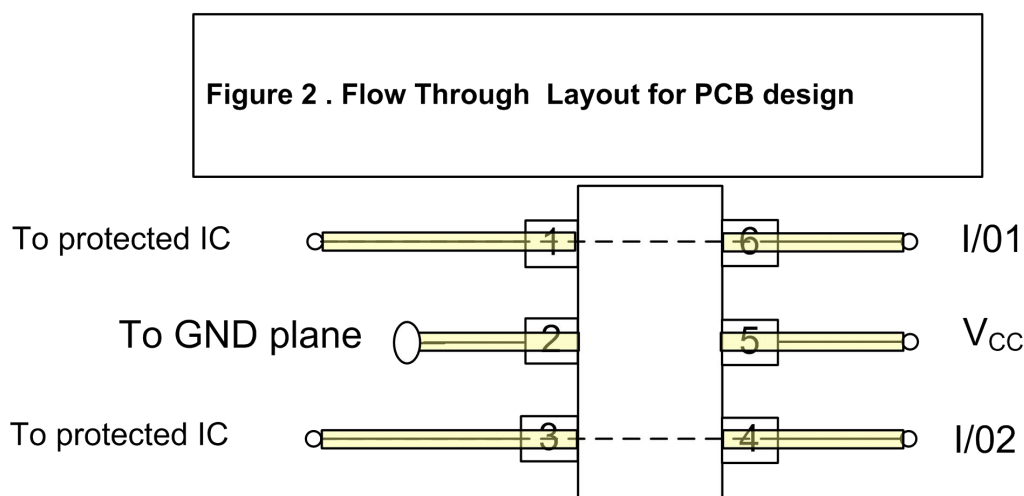 Figure 2 . Flow Through Layout for PCB design
To protected IC 1 6 I/01
To GND plane 2 5 VCC
To protected IC 3 4 I/02